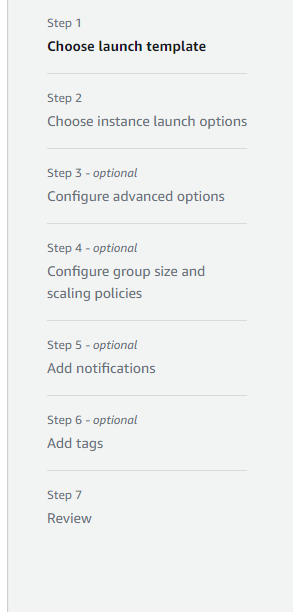 Step 1
Choose launch template
Step 2
Choose instance launch options
Step 3 - optional
Configure advanced options
Step 4 - optional
Configure group size and
scaling policies
Step 5 - optional
Add notifications
Step 6 - optional
Add tags
Step 7
Review